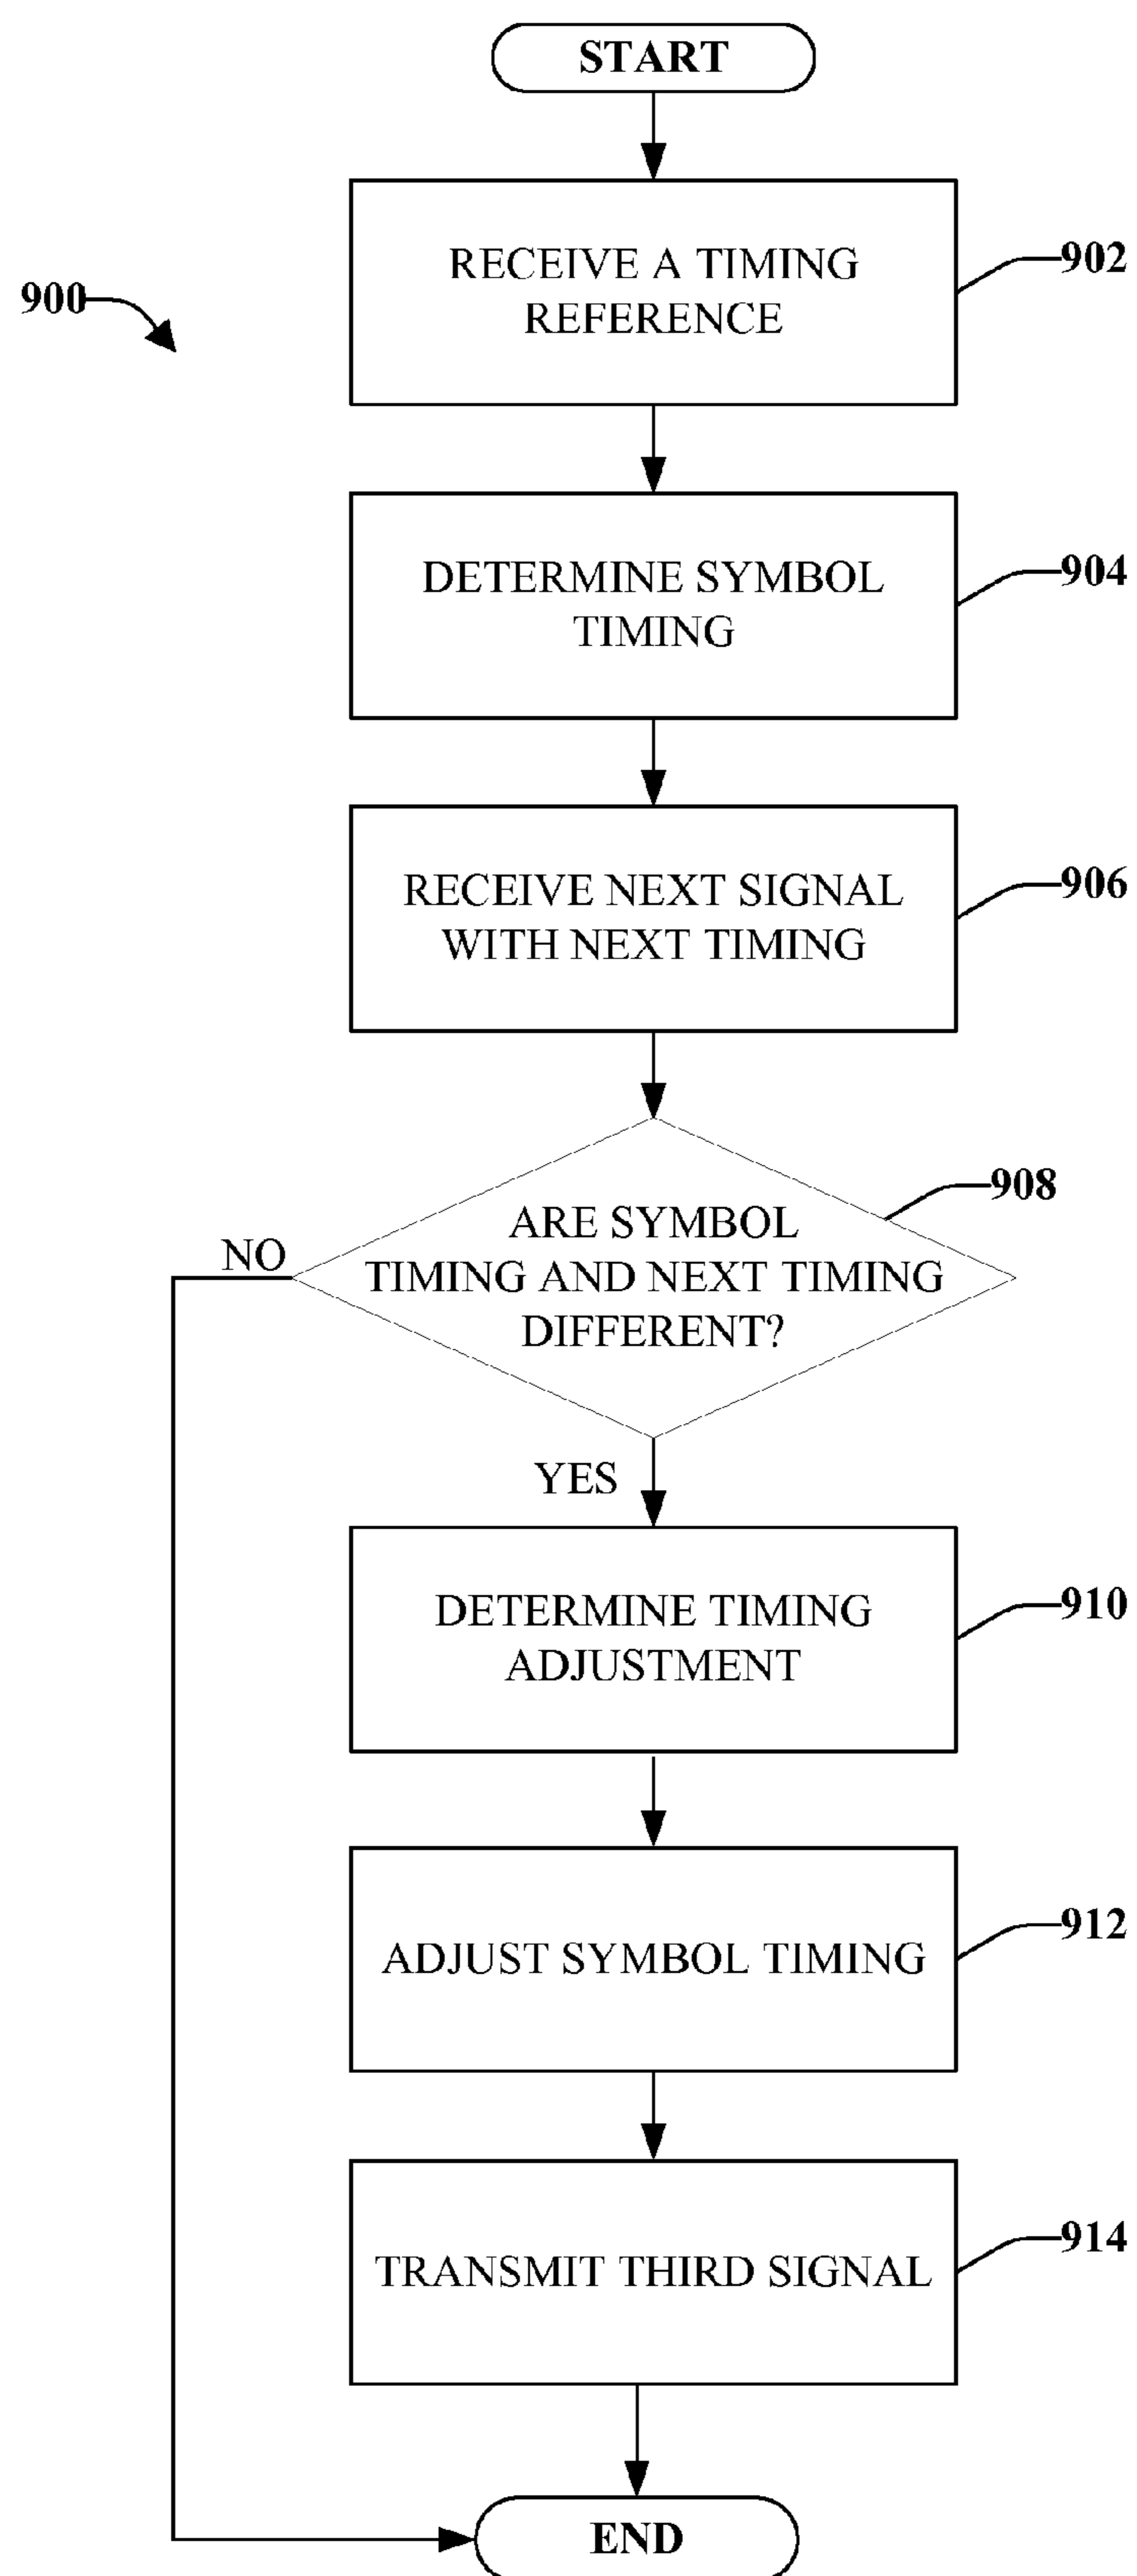 START
RECEIVE A TIMING
REFERENCE
902
900
DETERMINE SYMBOL
TIMING
904
RECEIVE NEXT SIGNAL
WITH NEXT TIMING
906
ARE SYMBOL
TIMING AND NEXT TIMING
DIFFERENT?
908
NO
YES
DETERMINE TIMING
ADJUSTMENT
910
ADJUST SYMBOL TIMING
912
TRANSMIT THIRD SIGNAL
914
END